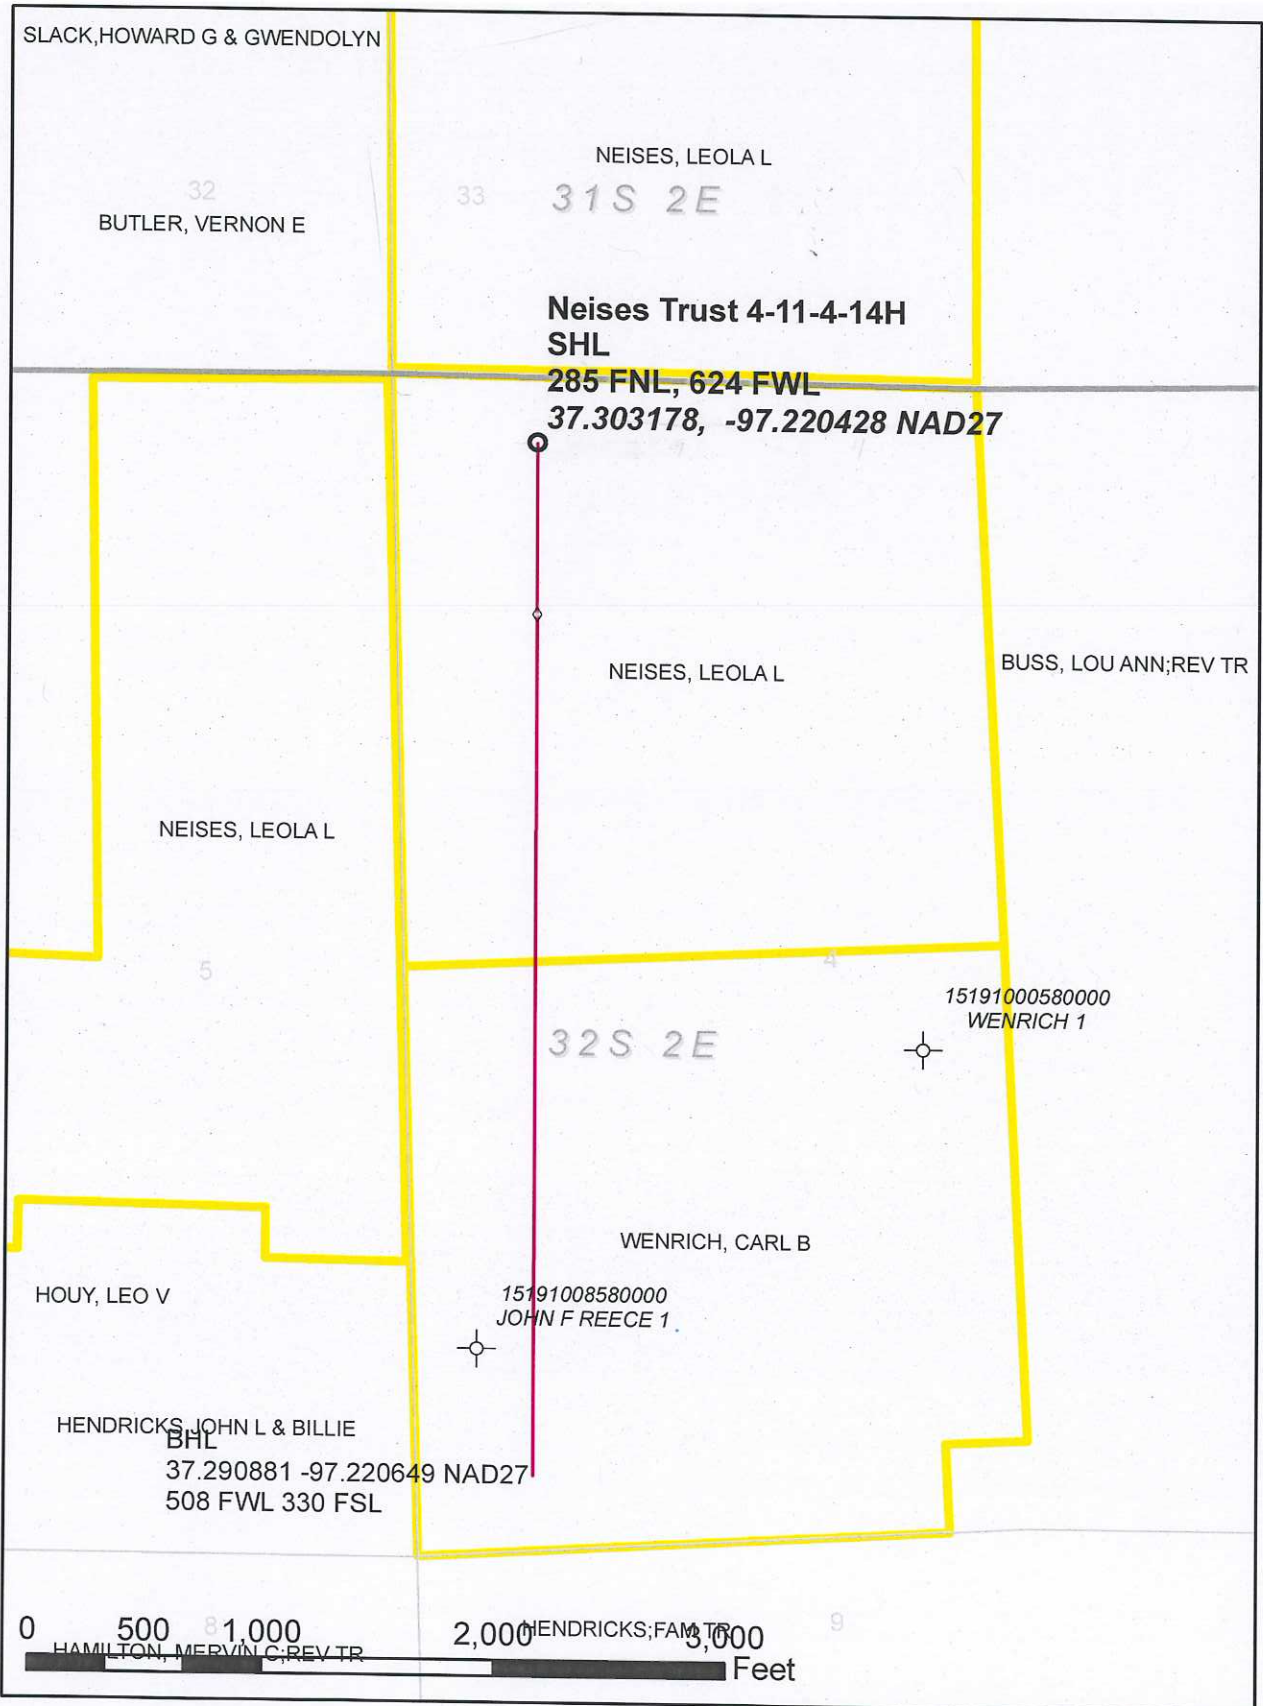 SLACK,HOWARD G & GWENDOLYN
NEISES, LEOLA L
32
33
31S 2E
BUTLER, VERNON E
Neises Trust 4-11-4-14H
SHL
285 FNL, 624 FWL
37.303178, -97.220428 NAD27
NEISES, LEOLA L
BUSS, LOU ANN;REV TR
NEISES, LEOLA L
5
4
15191000580000
WENRICH 1
32S 2E
WENRICH, CARL B
HOUY, LEO V
15191008580000
JOHN F REECE 1
HENDRICKS,JOHN L & BILLIE
BHL
37.290881 -97.220649 NAD27
508 FWL 330 FSL
0 500 1,000 2,000 3,000
8
HENDRICKS;FAM TR
9
HAMILTON, MERVIN C;REV TR
Feet